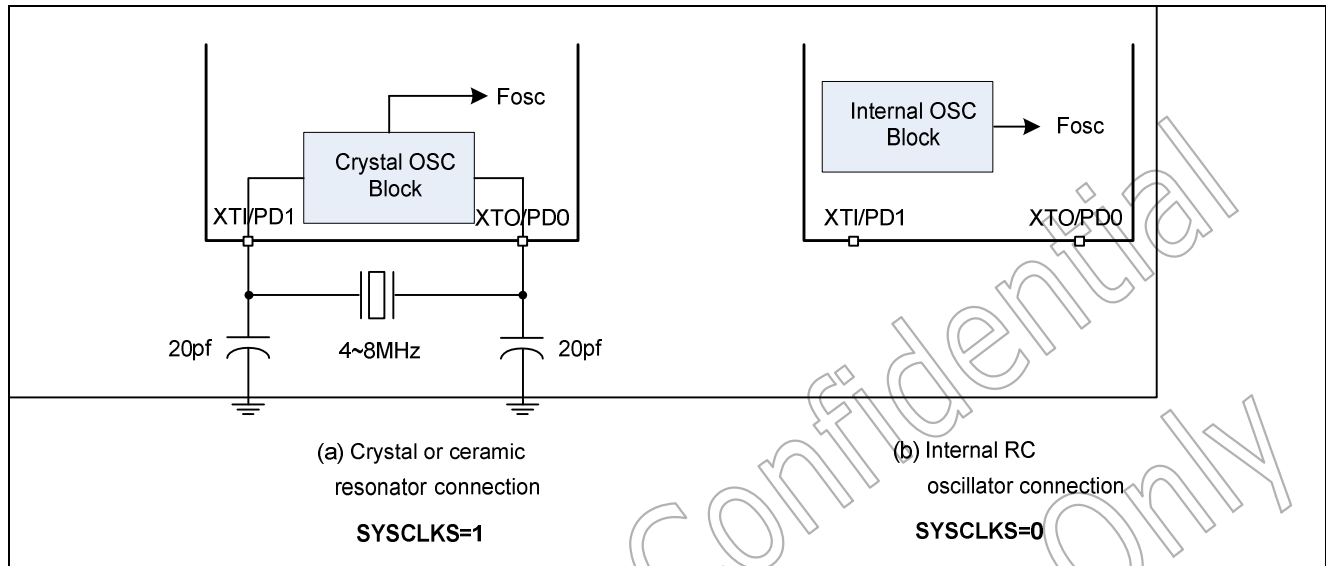 Fosc
Crystal OSC
Block
XTI/PD1
XTO/PD0
20pf
4~8MHz
20pf
(a) Crystal or ceramic
resonator connection
SYSCLKS=1
Internal OSC
Block
Fosc
XTI/PD1
XTO/PD0
(b) Internal RC
oscillator connection
SYSCLKS=0
Confidential
Only